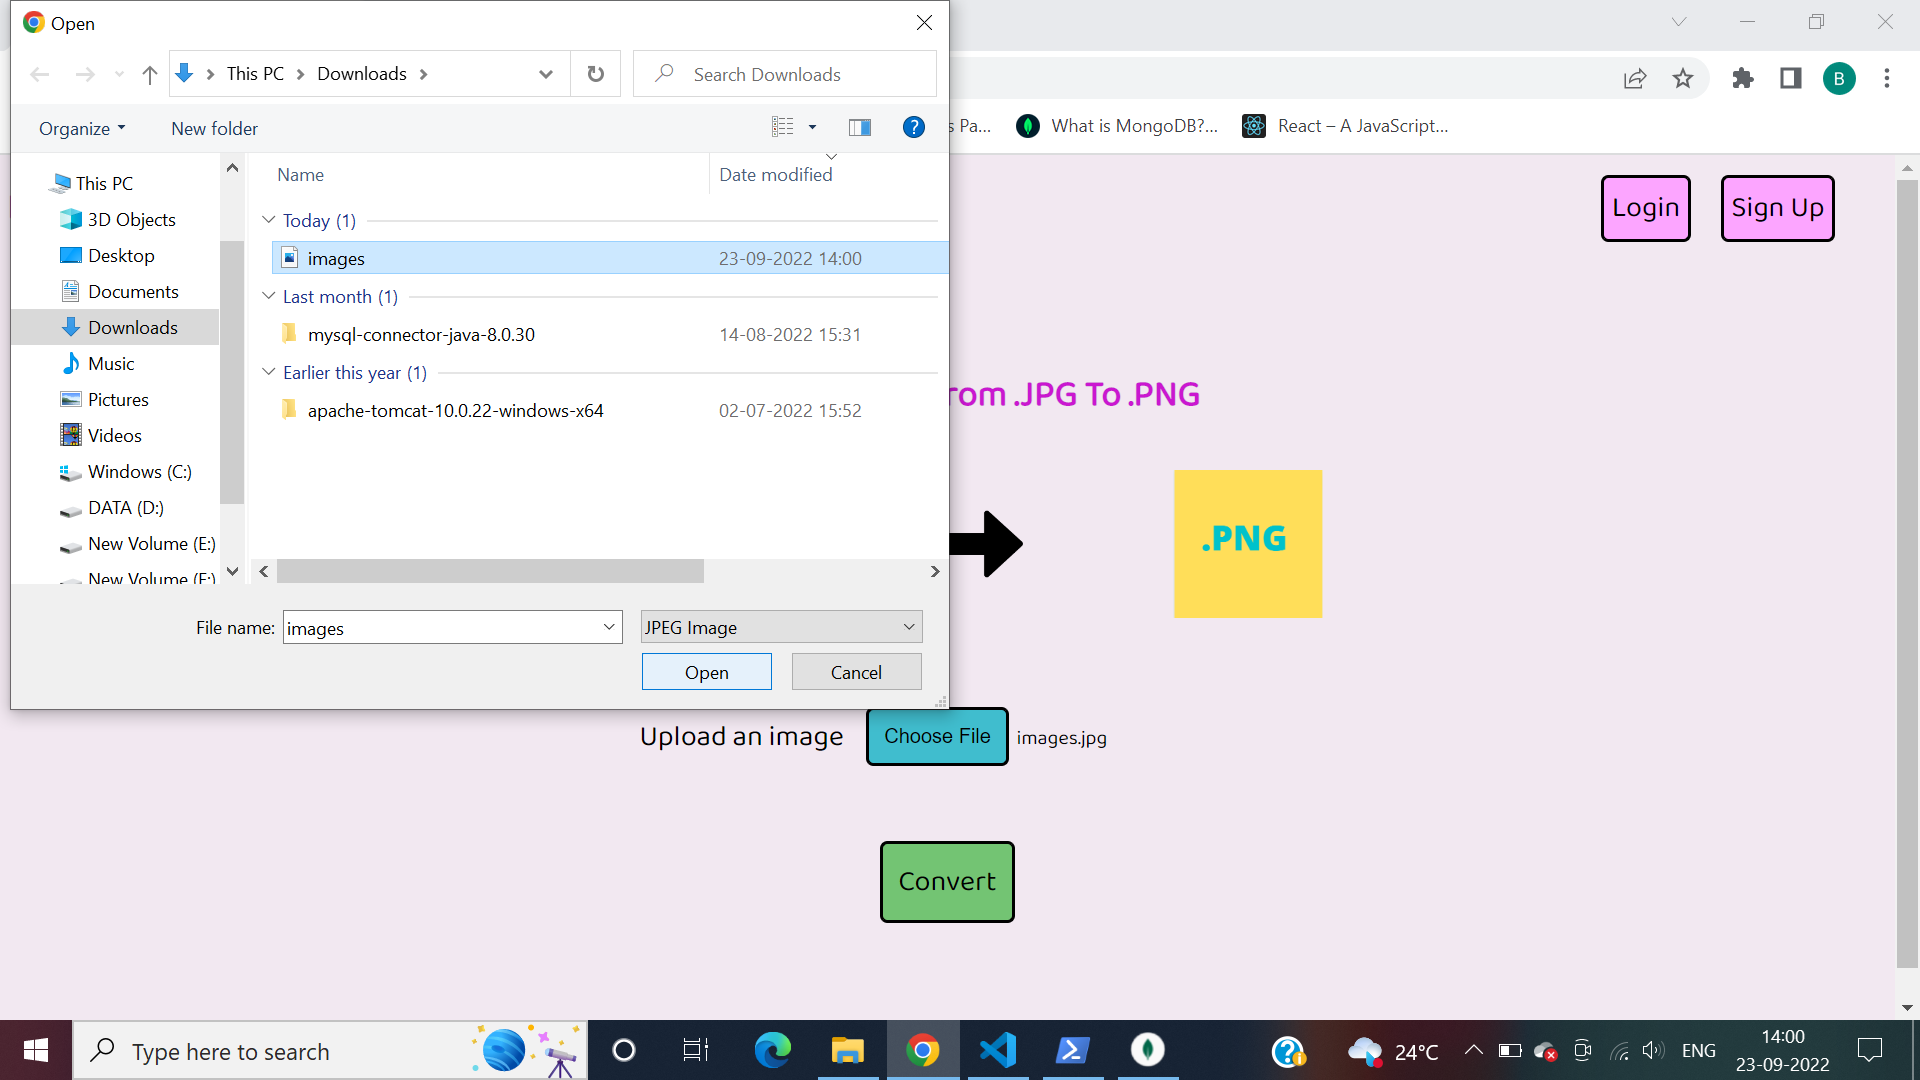 Open
This PC
Downloads
Search Downloads
B
Organize
New folder
?
s Pa...
What is MongoDB?...
React – A JavaScript...
Name
Date modified
This PC
3D Objects
Desktop
Documents
Downloads
Music
Pictures
Videos
Windows (C:)
DATA (D:)
New Volume (E:)
New Volume (F:)
Today (1)
images 23-09-2022 14:00
Last month (1)
mysql-connector-java-8.0.30 14-08-2022 15:31
Earlier this year (1)
apache-tomcat-10.0.22-windows-x64 02-07-2022 15:52
File name: images
JPEG Image
Open
Cancel
Login
Sign Up
rom .JPG To .PNG
.PNG
Upload an image
Choose File
images.jpg
Convert
Type here to search
24°C
ENG
14:00
23-09-2022